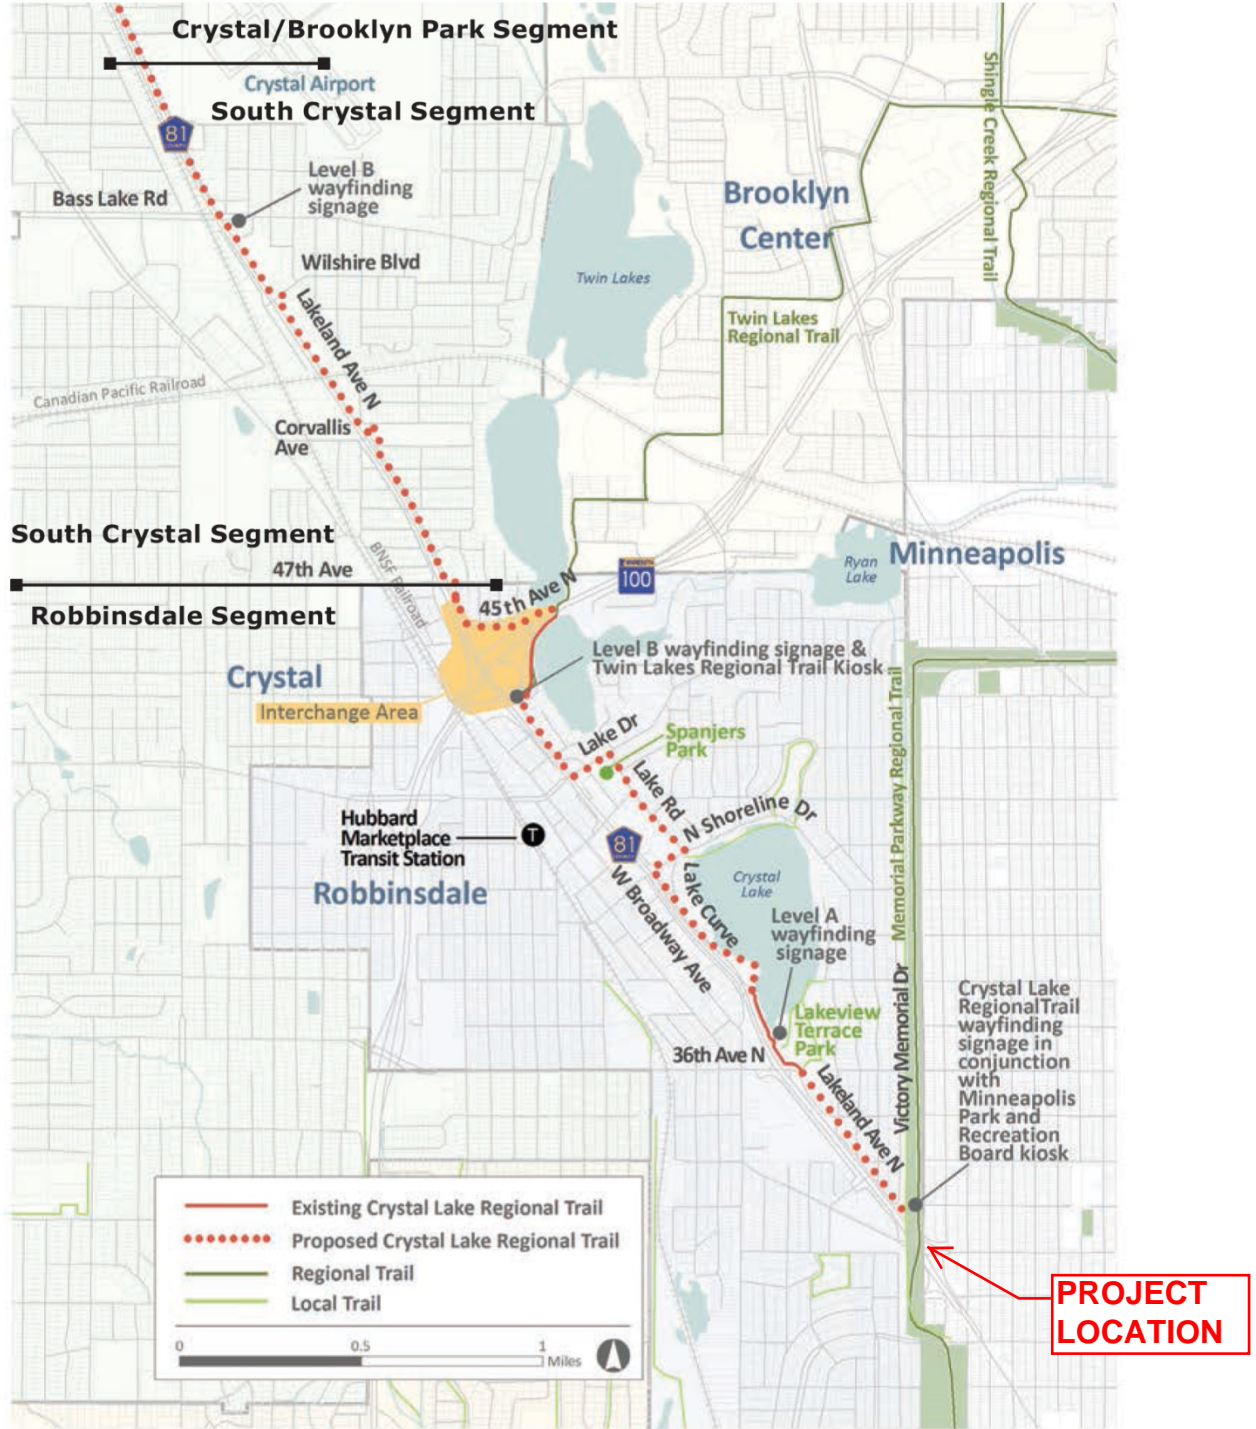 Crystal/Brooklyn Park Segment
Crystal Airport
South Crystal Segment
81
Level B
wayfinding
signage
Bass Lake Rd
Wilshire Blvd
Lakeland Ave N
Canadian Pacific Railroad
Corvallis
Ave
Twin Lakes
Brooklyn
Center
Shingle Creek Regional Trail
Twin Lakes
Regional Trail
South Crystal Segment
47th Ave
Robbinsdale Segment
BNSF Railroad
45th Ave N
100
Ryan
Lake
Minneapolis
Crystal
Interchange Area
Level B wayfinding signage &
Twin Lakes Regional Trail Kiosk
Lake Dr
Spanjers
Park
Lake Rd
N Shoreline Dr
Hubbard
Marketplace
Transit Station
T
81
Robbinsdale
W Broadway Ave
Lake Curve
Crystal
Lake
Level A
wayfinding
signage
Lakeview
Terrace
Park
36th Ave N
Lakeland Ave N
Victory Memorial Dr
Memorial Parkway Regional Trail
Crystal Lake
RegionalTrail
wayfinding
signage in
conjunction
with
Minneapolis
Park and
Recreation
Board kiosk
Existing Crystal Lake Regional Trail
Proposed Crystal Lake Regional Trail
Regional Trail
Local Trail
0 0.5 1
Miles
PROJECT
LOCATION